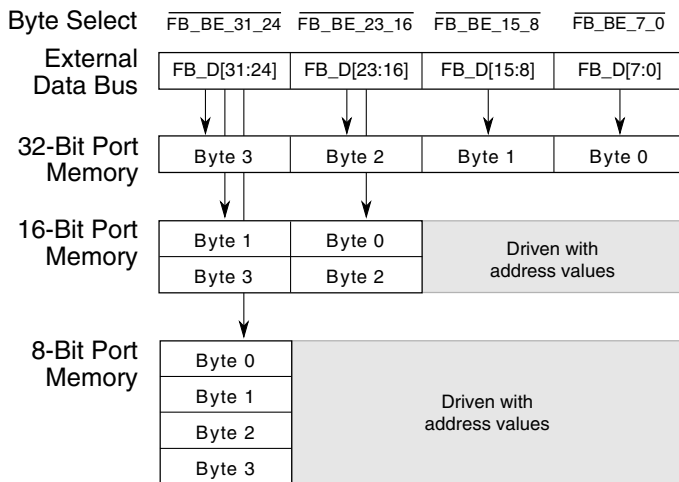 Byte Select FB_BE_31_24 FB_BE_23_16 FB_BE_15_8 FB_BE_7_0
External
Data Bus
FB_D[31:24] FB_D[23:16] FB_D[15:8] FB_D[7:0]
32-Bit Port
Memory
Byte 3 Byte 2 Byte 1 Byte 0
16-Bit Port
Memory
Byte 1 Byte 0
Byte 3 Byte 2
Driven with
address values
8-Bit Port
Memory
Byte 0
Byte 1
Byte 2
Byte 3
Driven with
address values